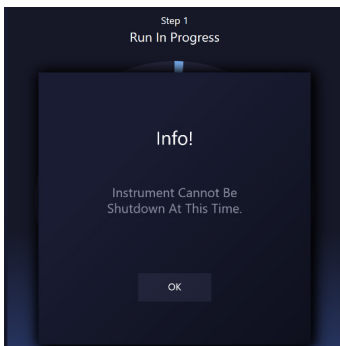 Step 1
Run In Progress
Info!
Instrument Cannot Be
Shutdown At This Time.
OK